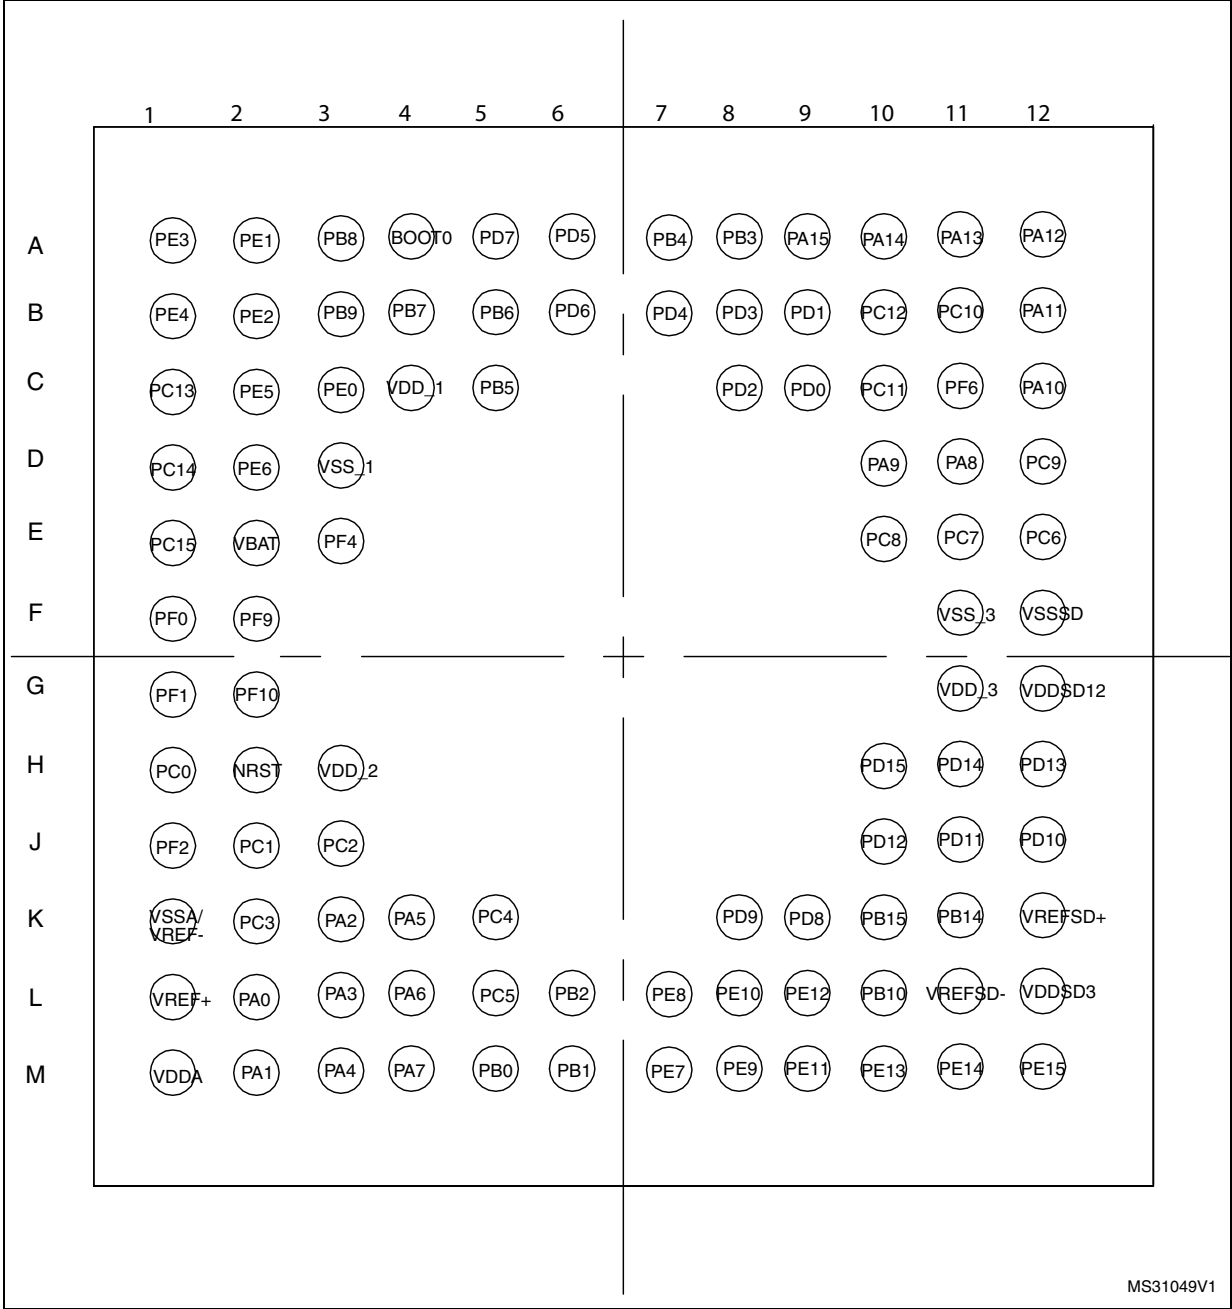 1 2 3 4 5 6 7 8 9 10 11 12
A PE3 PE1 PB8 BOOT0 PD7 PD5 PB4 PB3 PA15 PA14 PA13 PA12
B PE4 PE2 PB9 PB7 PB6 PD6 PD4 PD3 PD1 PC12 PC10 PA11
C PC13 PE5 PE0 VDD_1 PB5 PD2 PD0 PC11 PF6 PA10
D PC14 PE6 VSS_1 PA9 PA8 PC9
E PC15 VBAT PF4 PC8 PC7 PC6
F PF0 PF9 VSS_3 VSSSD
G PF1 PF10 VDD_3 VDDSD12
H PC0 NRST VDD_2 PD15 PD14 PD13
J PF2 PC1 PC2 PD12 PD11 PD10
K VSSA/ PC3 PA2 PA5 PC4 PD9 PD8 PB15 PB14 VREFSD+
VREF-
L VREF+ PA0 PA3 PA6 PC5 PB2 PE8 PE10 PE12 PB10 VREFSD- VDDSD3
M VDDA PA1 PA4 PA7 PB0 PB1 PE7 PE9 PE11 PE13 PE14 PE15
MS31049V1